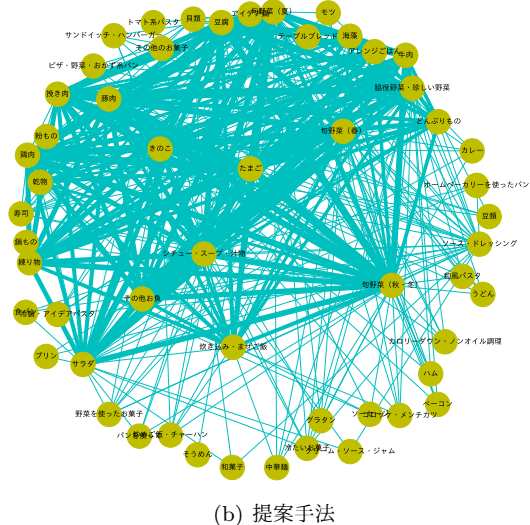 トマト系パスタ
貝類
豆腐
旬野菜（夏）
モツ
サンドイッチ・ハンバーガー
その他のお菓子
テーブルブレッド
海藻
アレンジごはん
牛肉
ピザ・野菜・おかず系パン
挽き肉
豚肉
脇役野菜・珍しい野菜
どんぶりもの
粉もの
旬野菜（春）
きのこ
鶏肉
カレー
たまご
乾物
ホームベーカリーを使ったパン
寿司
豆類
鍋もの
ソース・ドレッシング
練り物
シチュー・スープ・汁物
和風パスタ
旬野菜（秋・冬）
うどん
その他お魚
カロリーダウン・ノンオイル調理
炊き込み・まぜご飯
プリン
サラダ
ハム
ベーコン
野菜を使ったお菓子
グラタン
コロッケ・メンチカツ
そうめん
冷たいお菓子
クリーム・ソース・ジャム
和菓子
中華麺
(b) 提案手法